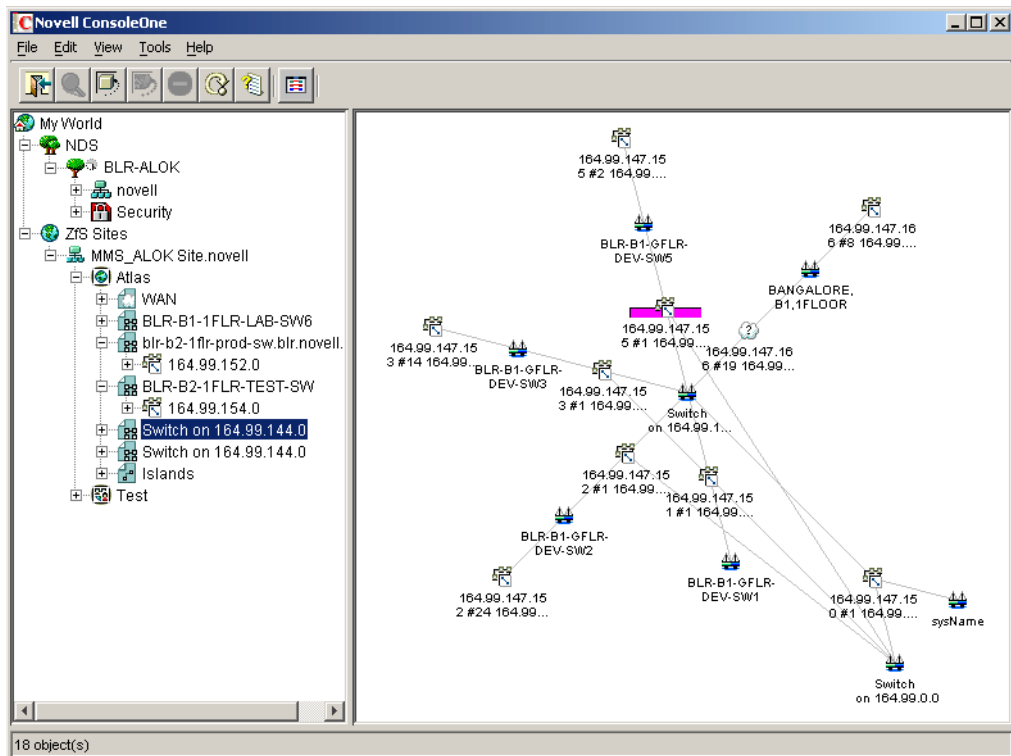 Novell ConsoleOne
File Edit View Tools Help
My World
NDS
BLR-ALOK
novell
Security
ZfS Sites
MMS_ALOK Site.novell
Atlas
WAN
BLR-B1-1FLR-LAB-SW6
blr-b2-1flr-prod-sw.blr.novell.
164.99.152.0
BLR-B2-1FLR-TEST-SW
164.99.154.0
Switch on 164.99.144.0
Switch on 164.99.144.0
Islands
Test
164.99.147.15
5 #2 164.99....
164.99.147.16
6 #8 164.99....
BLR-B1-GFLR-
DEV-SW5
BANGALORE,
B1,1FLOOR
164.99.147.15
5 #1 164.99....
164.99.147.16
6 #19 164.99...
164.99.147.15
3 #14 164.99...
BLR-B1-GFLR-
DEV-SW3
164.99.147.15
3 #1 164.99....
Switch
on 164.99.1...
164.99.147.15
2 #1 164.99....
164.99.147.15
1 #1 164.99....
BLR-B1-GFLR-
DEV-SW2
BLR-B1-GFLR-
DEV-SW1
164.99.147.15
2 #24 164.99...
164.99.147.15
0 #1 164.99....
sysName
Switch
on 164.99.0.0
18 object(s)